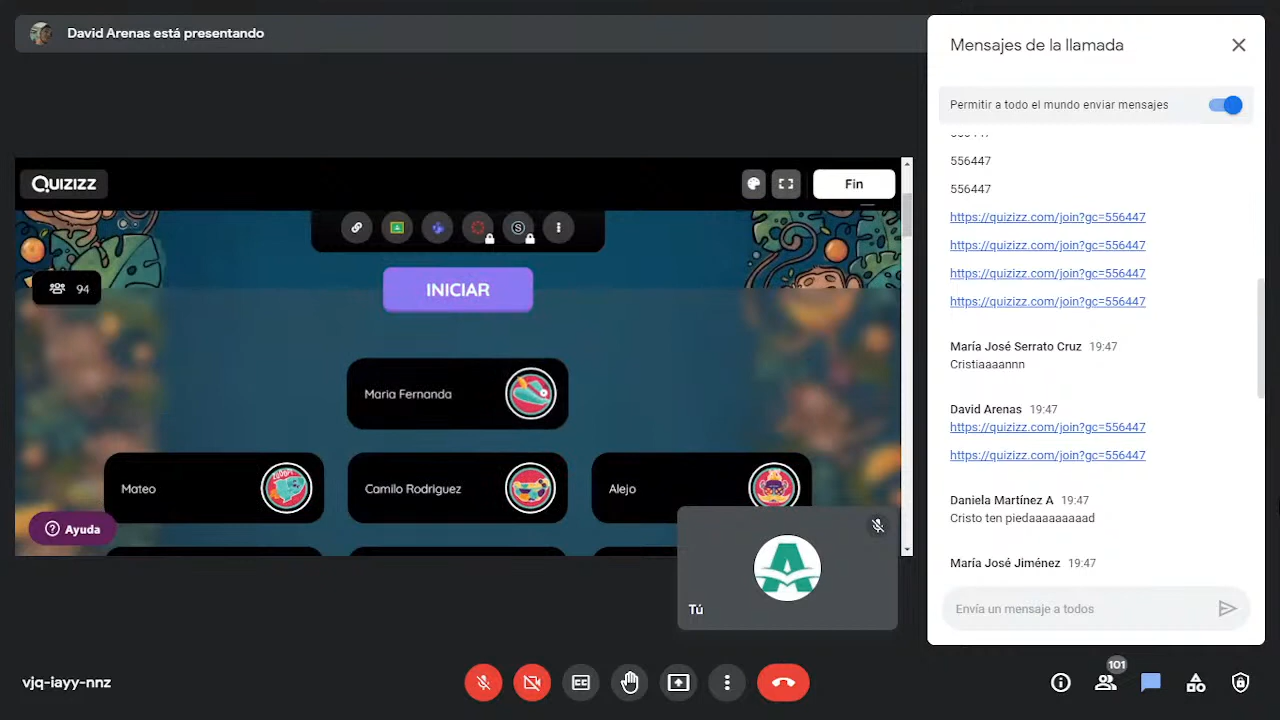 David Arenas está presentando
Quizizz
Fin
94
INICIAR
Maria Fernanda
Mateo
Camilo Rodriguez
Alejo
Ayuda
Tú
Mensajes de la llamada
Permitir a todo el mundo enviar mensajes
556447
556447
https://quizizz.com/join?gc=556447
https://quizizz.com/join?gc=556447
https://quizizz.com/join?gc=556447
https://quizizz.com/join?gc=556447
María José Serrato Cruz 19:47
Cristiaaaannn
David Arenas 19:47
https://quizizz.com/join?gc=556447
https://quizizz.com/join?gc=556447
Daniela Martínez A 19:47
Cristo ten piedaaaaaaaaad
María José Jiménez 19:47
Envía un mensaje a todos
vjq-iayy-nnz
CC
101